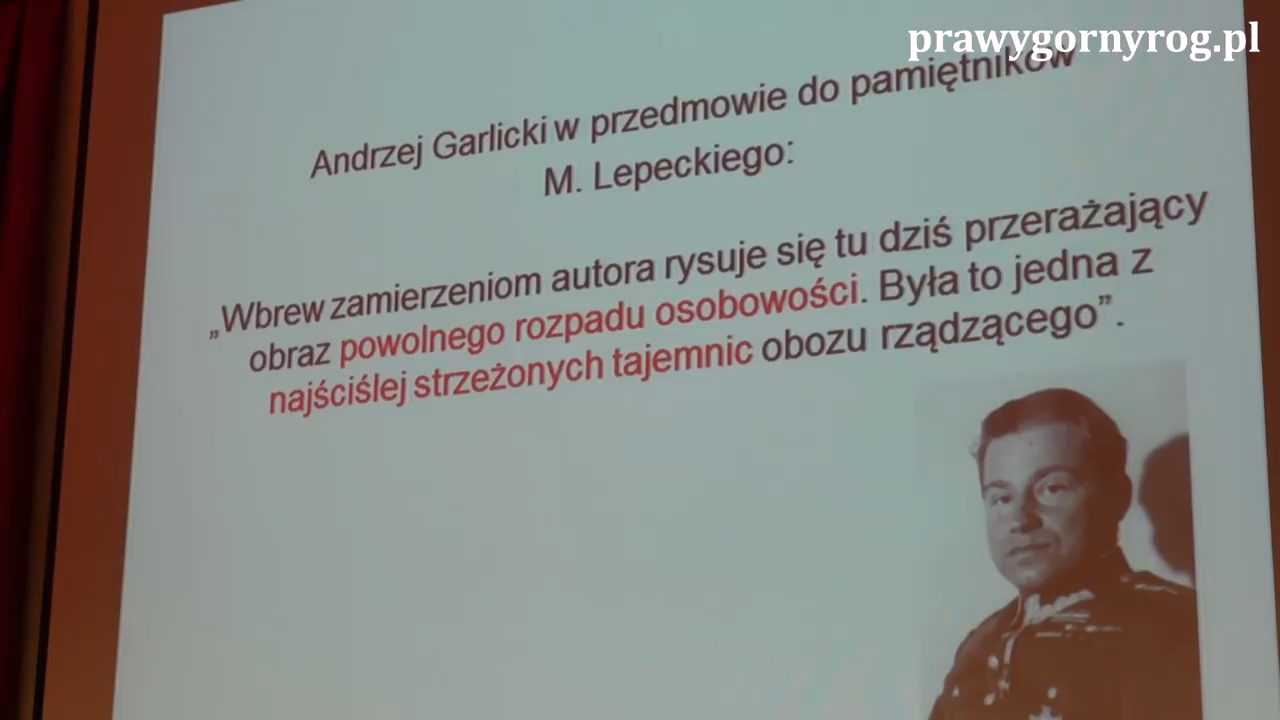 prawygornyrog.pl
Andrzej Garlicki w przedmowie do pamiętników
M. Lepeckiego:
„Wbrew zamierzeniom autora rysuje się tu dziś przerażający
obraz powolnego rozpadu osobowości. Była to jedna z
najściślej strzeżonych tajemnic obozu rządzącego”.